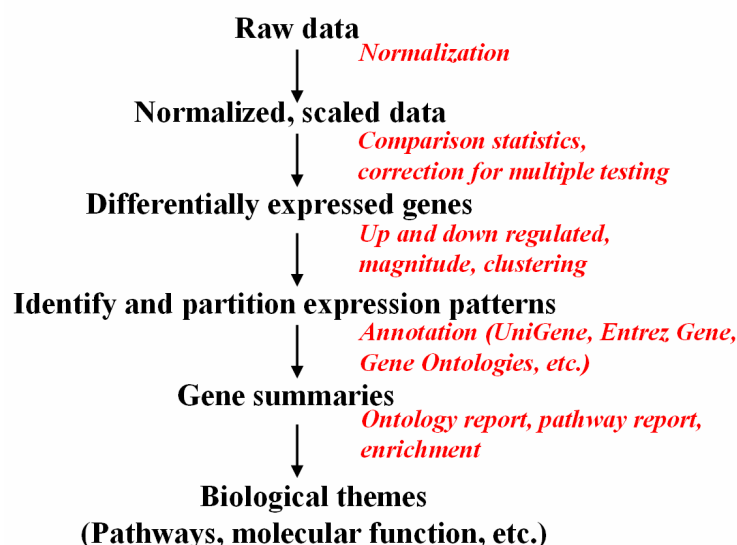 Raw data
Normalization
Normalized, scaled data
Comparison statistics,
correction for multiple testing
Differentially expressed genes
Up and down regulated,
magnitude, clustering
Identify and partition expression patterns
Annotation (UniGene, Entrez Gene,
Gene Ontologies, etc.)
Gene summaries
Ontology report, pathway report,
enrichment
Biological themes
(Pathways, molecular function, etc.)